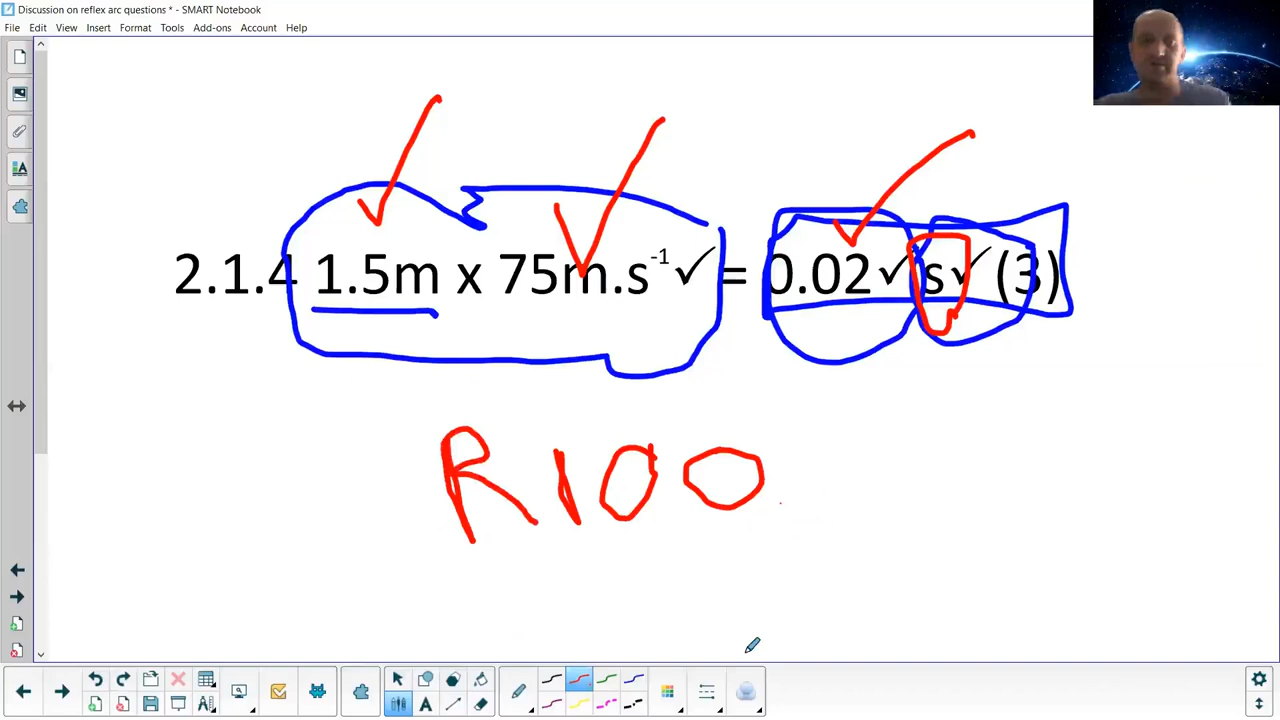 Discussion on reflex arc questions * - SMART Notebook
File Edit View Insert Format Tools Add-ons Account Help
2.1.4 1.5m x 75m.s⁻¹✓= 0.02✓s✓(3)
R100